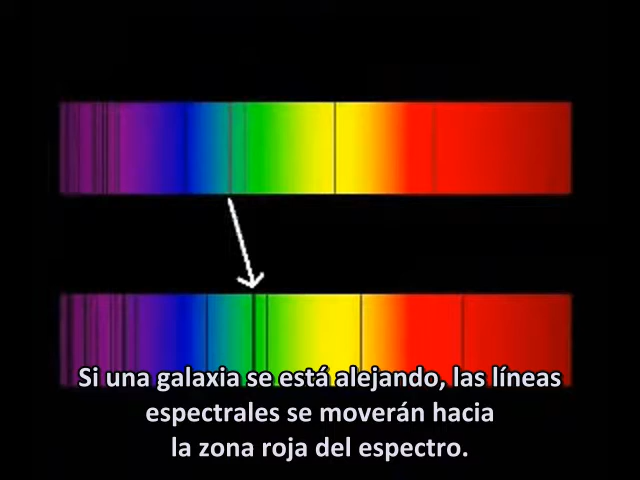 Si una galaxia se está alejando, las líneas
espectrales se moverán hacia
la zona roja del espectro.